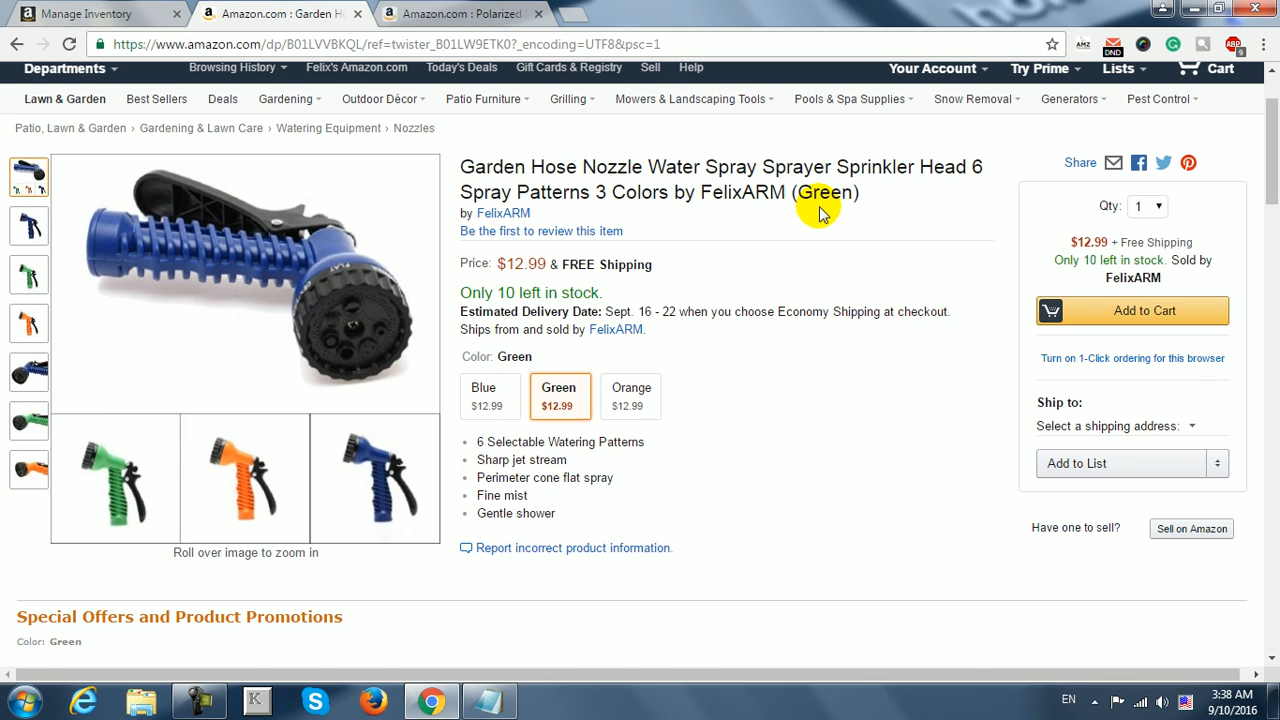 Manage Inventory
Amazon.com : Garden H
Amazon.com : Polarized
https://www.amazon.com/dp/B01LVVBKQL/ref=twister_B01LW9ETK0?_encoding=UTF8&psc=1
AMZ
DND
ABP
9
Departments
Browsing History
Felix's Amazon.com
Today's Deals
Gift Cards & Registry
Sell
Help
Your Account
Try Prime
Lists
Cart
Lawn & Garden
Best Sellers
Deals
Gardening
Outdoor Décor
Patio Furniture
Grilling
Mowers & Landscaping Tools
Pools & Spa Supplies
Snow Removal
Generators
Pest Control
Patio, Lawn & Garden › Gardening & Lawn Care › Watering Equipment › Nozzles
Garden Hose Nozzle Water Spray Sprayer Sprinkler Head 6
Spray Patterns 3 Colors by FelixARM (Green)
by FelixARM
Be the first to review this item
Price: $12.99 & FREE Shipping
Only 10 left in stock.
Estimated Delivery Date: Sept. 16 - 22 when you choose Economy Shipping at checkout.
Ships from and sold by FelixARM.
Color: Green
Blue
$12.99
Green
$12.99
Orange
$12.99
• 6 Selectable Watering Patterns
• Sharp jet stream
• Perimeter cone flat spray
• Fine mist
• Gentle shower
Report incorrect product information.
Roll over image to zoom in
Share
Qty: 1
$12.99 + Free Shipping
Only 10 left in stock. Sold by
FelixARM
Add to Cart
Turn on 1-Click ordering for this browser
Ship to:
Select a shipping address:
Add to List
Have one to sell?
Sell on Amazon
Special Offers and Product Promotions
Color: Green
K
EN
3:38 AM
9/10/2016